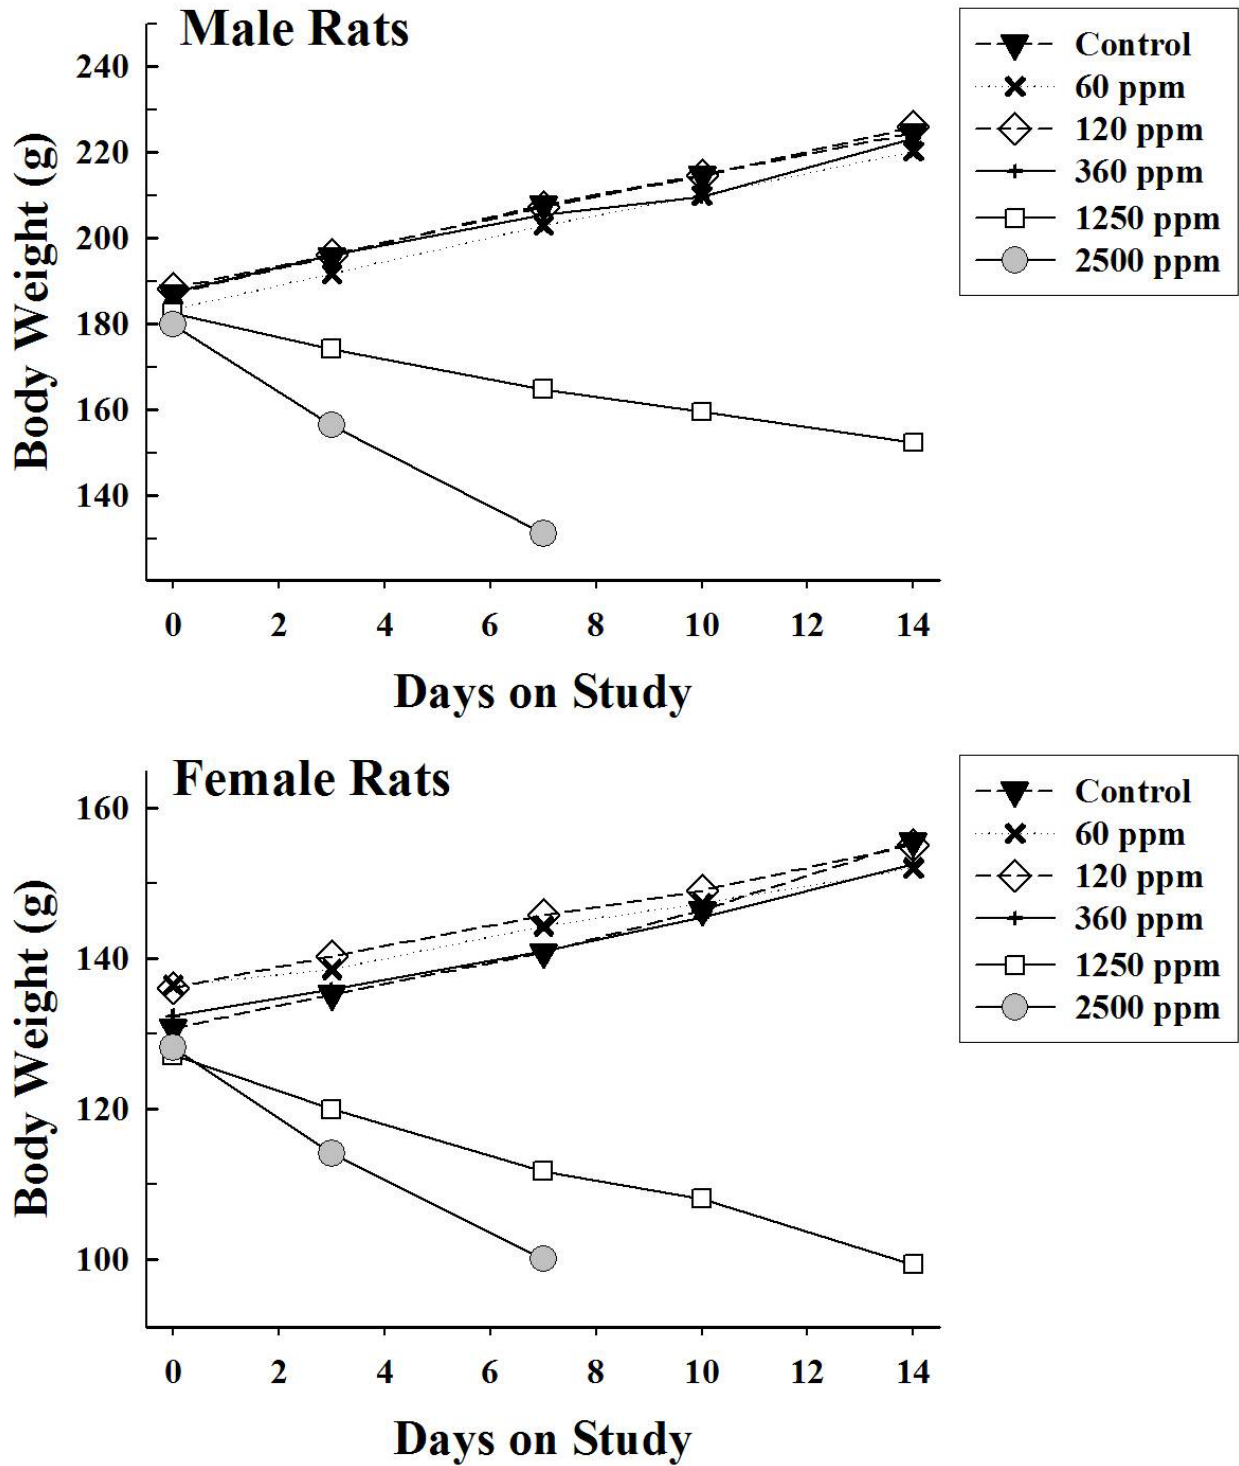 Male Rats
Body Weight (g)
240
220
200
180
160
140
0 2 4 6 8 10 12 14
Days on Study
Control
60 ppm
120 ppm
360 ppm
1250 ppm
2500 ppm
Female Rats
Body Weight (g)
160
140
120
100
0 2 4 6 8 10 12 14
Days on Study
Control
60 ppm
120 ppm
360 ppm
1250 ppm
2500 ppm